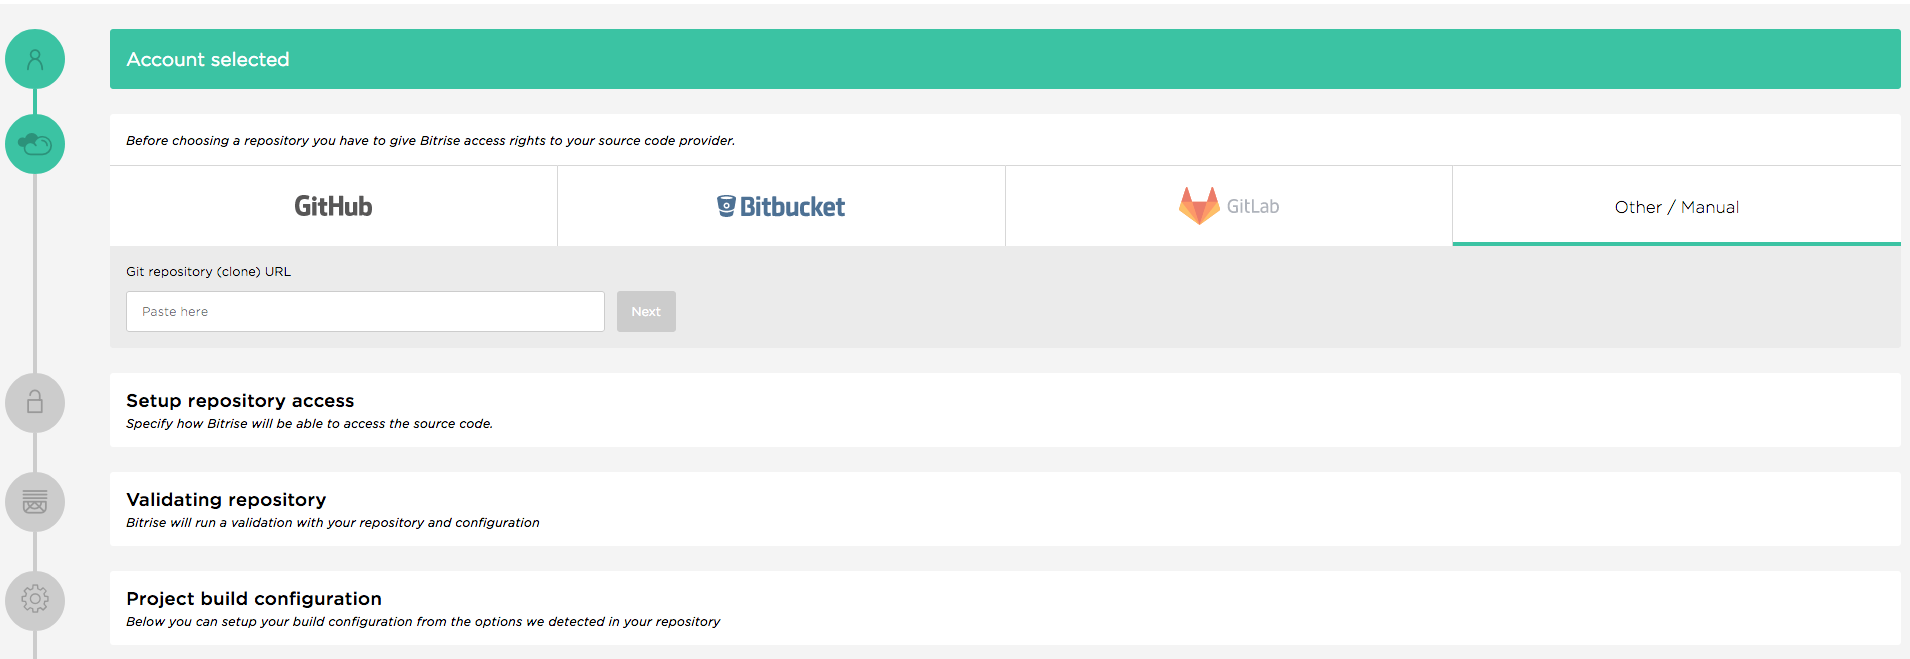 Account selected
Before choosing a repository you have to give Bitrise access rights to your source code provider.
GitHub
Bitbucket
GitLab
Other / Manual
Git repository (clone) URL
Paste here
Next
Setup repository access
Specify how Bitrise will be able to access the source code.
Validating repository
Bitrise will run a validation with your repository and configuration
Project build configuration
Below you can setup your build configuration from the options we detected in your repository